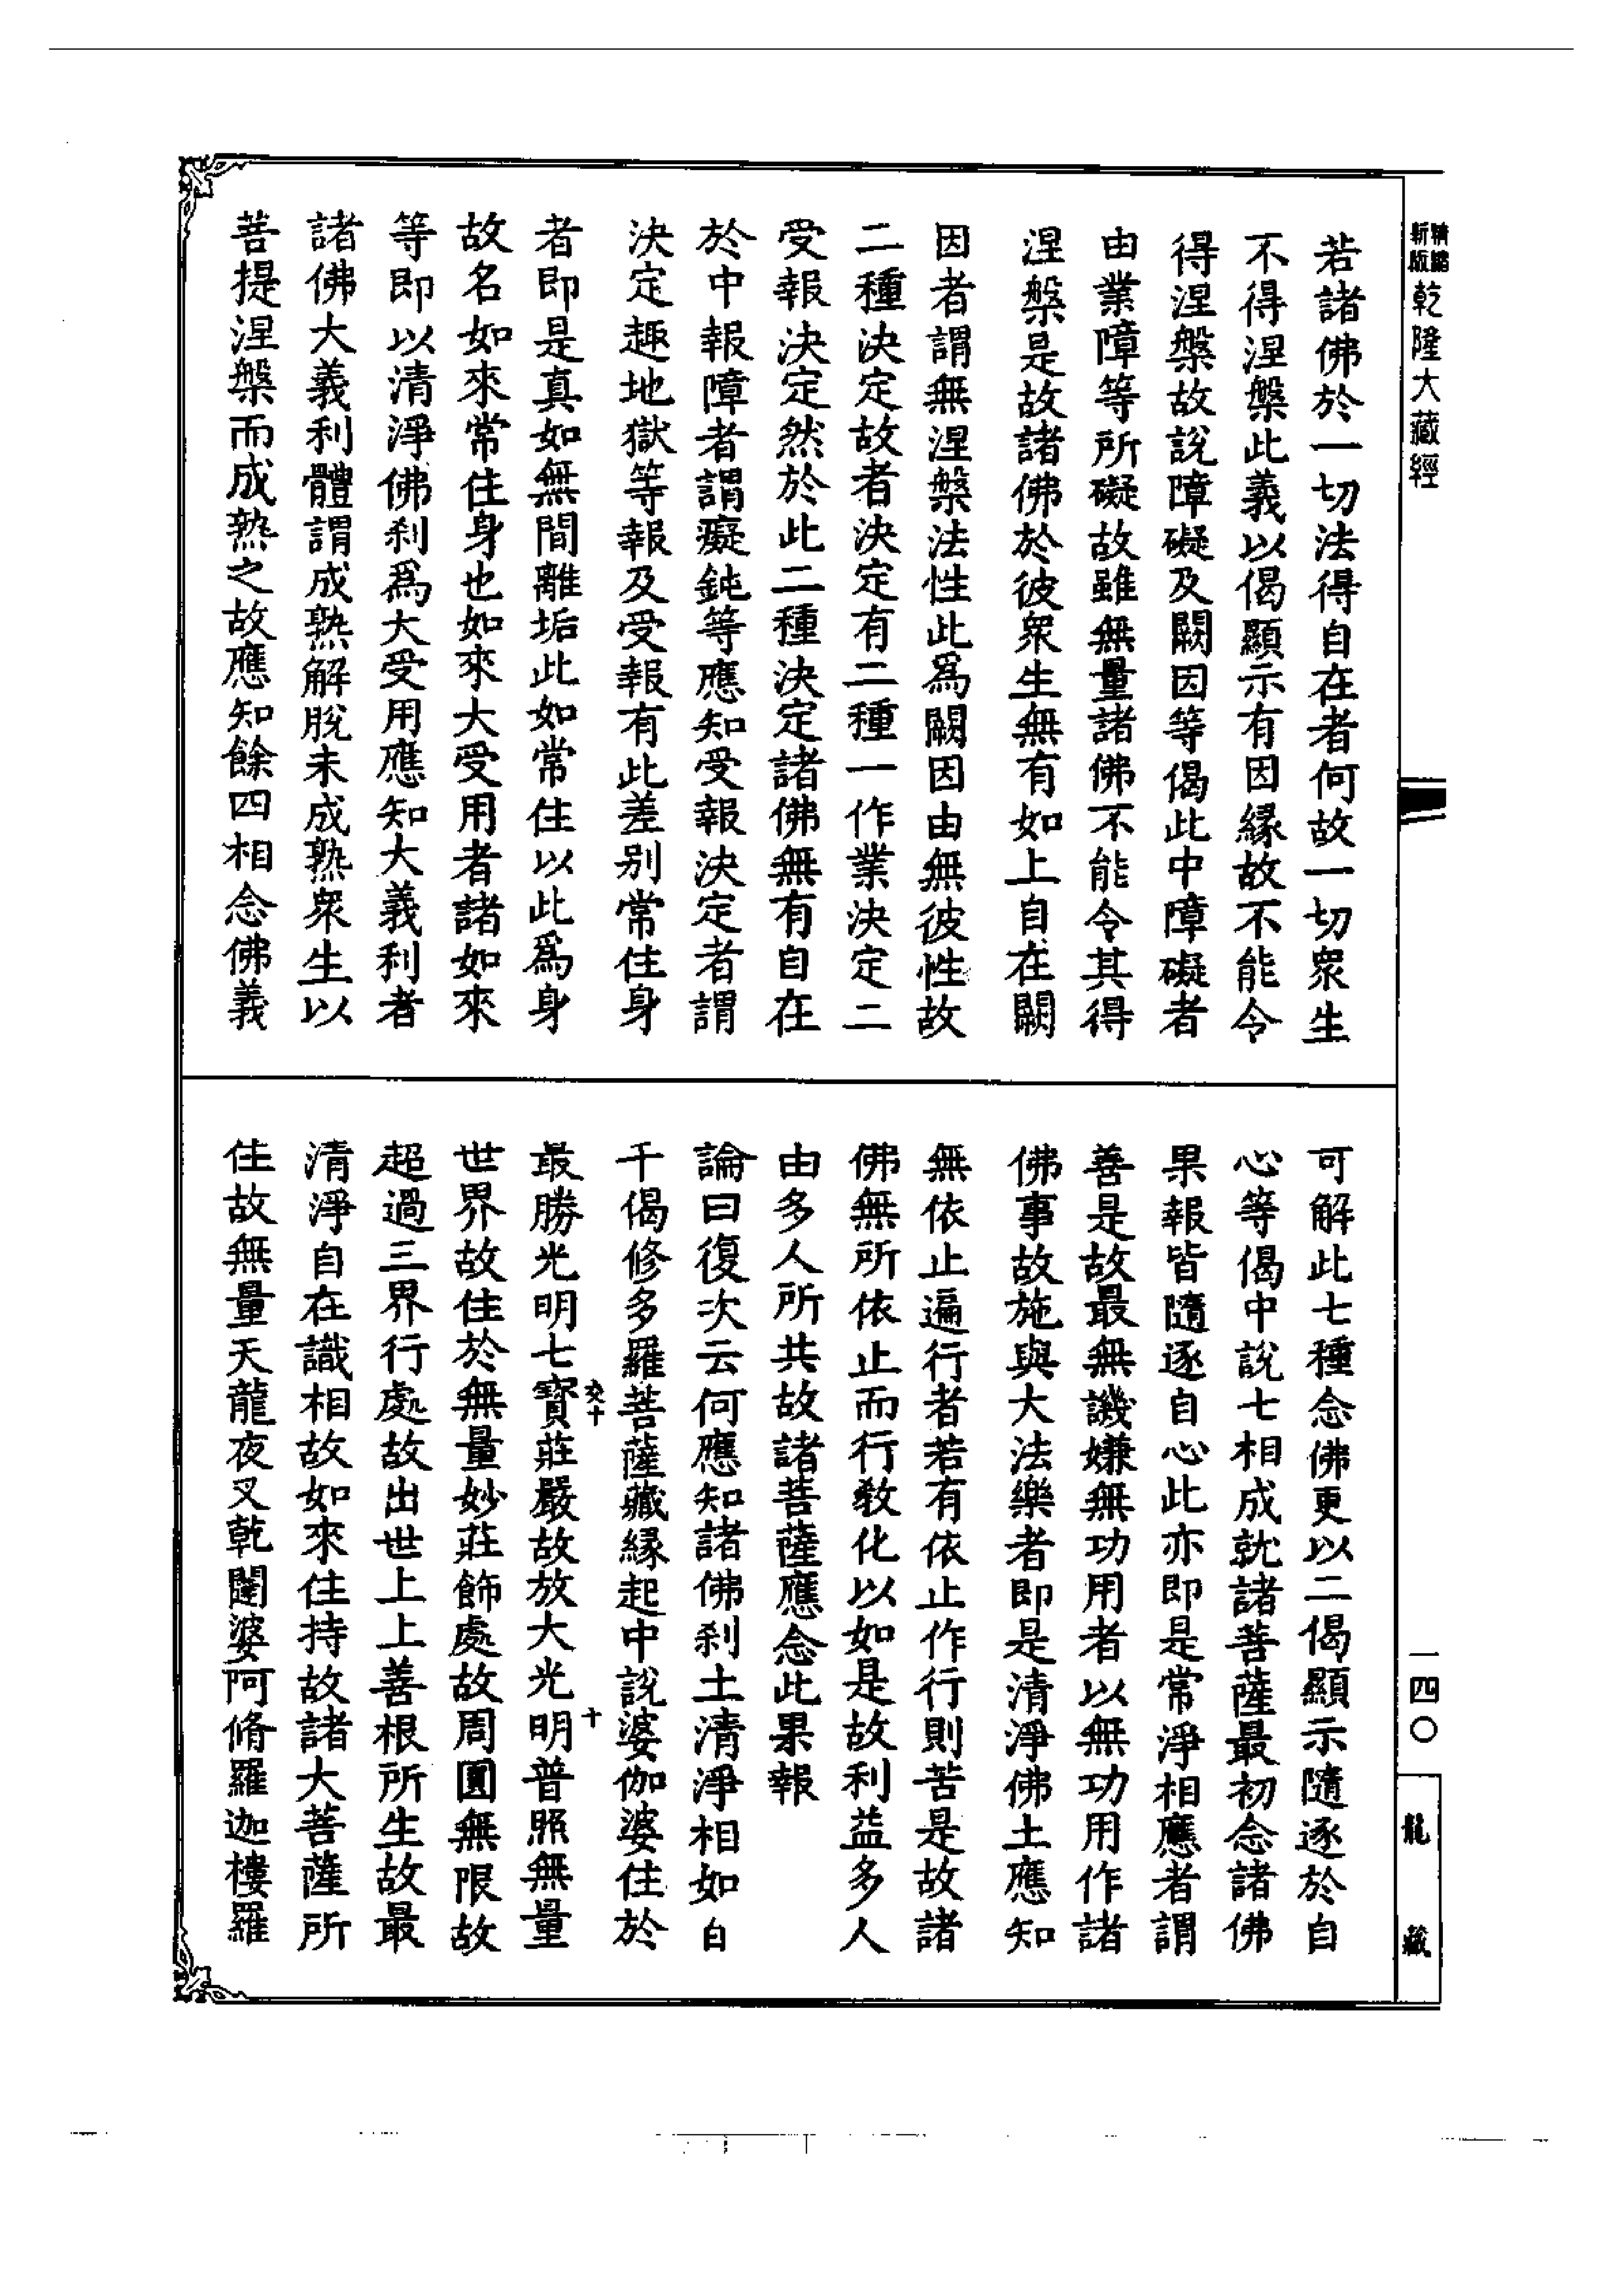 精縮
新版
乾隆大藏經
若諸佛於一切法得自在者何故一切衆生
不得涅槃此義以偈顯示有因緣故不能令
得涅槃故說障礙及闕因等偈此中障礙者
由業障等所礙故雖無量諸佛不能令其得
涅槃是故諸佛於彼衆生無有如上自在闕
因者謂無涅槃法性此爲闕因由無彼性故
二種決定故者決定有二種一作業決定二
受報決定然於此二種決定諸佛無有自在
於中報障者謂癡鈍等應知受報決定者謂
決定趣地獄等報及受報有此差别常住身
者即是真如無間離垢此如常住以此爲身
故名如來常住身也如來大受用者諸如來
等即以清淨佛刹爲大受用應知大義利者
諸佛大義利體謂成熟解脫未成熟衆生以
菩提涅槃而成熟之故應知餘四相念佛義
可解此七種念佛更以二偈顯示隨逐於自
心等偈中說七相成就諸菩薩最初念諸佛
果報皆隨逐自心此亦即是常淨相應者謂
善是故最無譏嫌無功用者以無功用作諸
佛事故施與大法樂者即是清淨佛土應知
無依止遍行者若有依止作行則苦是故諸
佛無所依止而行教化以如是故利益多人
由多人所共故諸菩薩應念此果報
論曰復次云何應知諸佛刹土清淨相如自
千偈修多羅菩薩藏緣起中說婆伽婆住於
最勝光明七寶莊嚴故放大光明普照無量
世界故住於無量妙莊飾處故周圓無限故
超過三界行處故出世上上善根所生故最
清淨自在識相故如來住持故諸大菩薩所
住故無量天龍夜叉乾闥婆阿脩羅迦樓羅
一四〇
龍藏